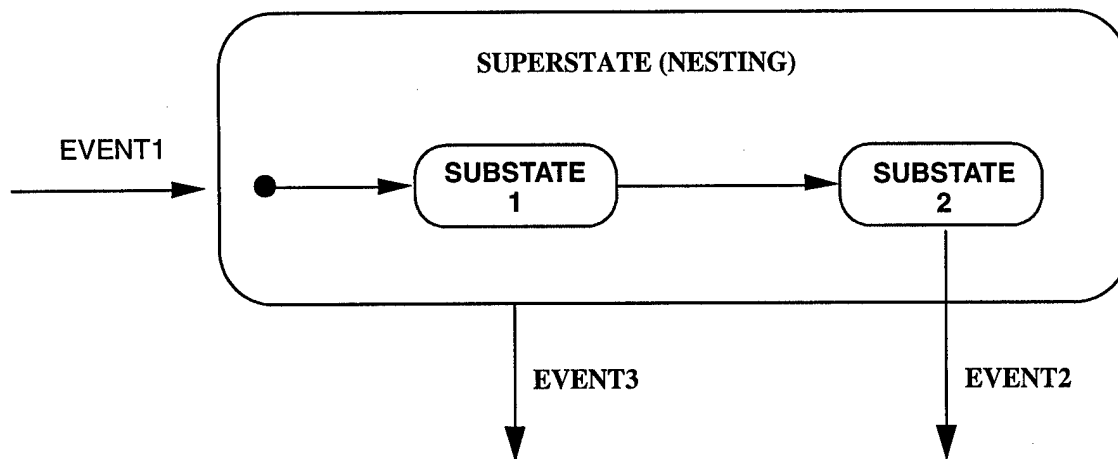 SUPERSTATE (NESTING)
EVENT1
SUBSTATE
1
SUBSTATE
2
EVENT3
EVENT2